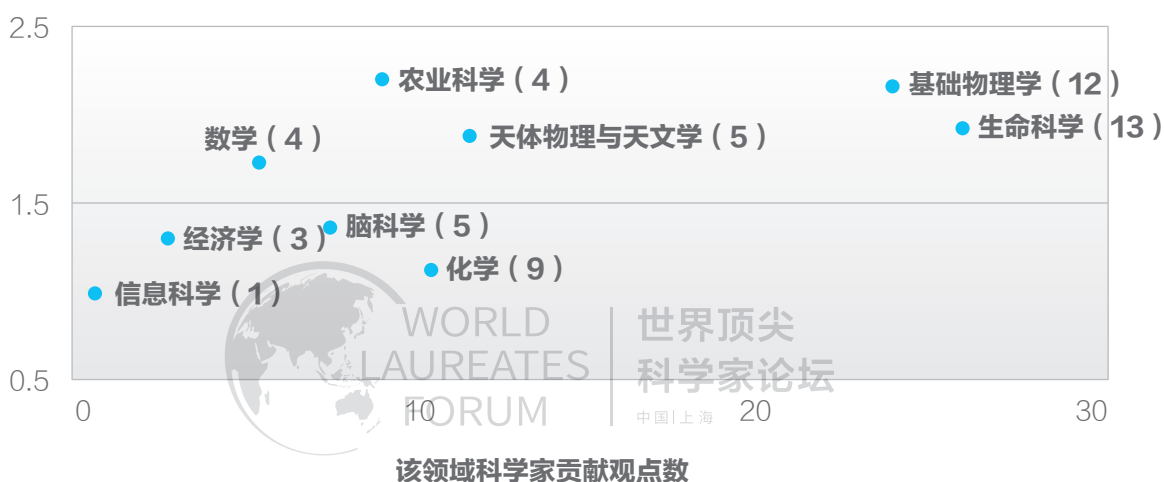 2.5
农业科学（4）
基础物理学（12）
数学（4）
天体物理与天文学（5）
生命科学（13）
1.5
经济学（3）
脑科学（5）
化学（9）
信息科学（1）
WORLD
LAUREATES
FORUM
世界顶尖
科学家论坛
中国|上海
0.5
0
10
20
30
该领域科学家贡献观点数